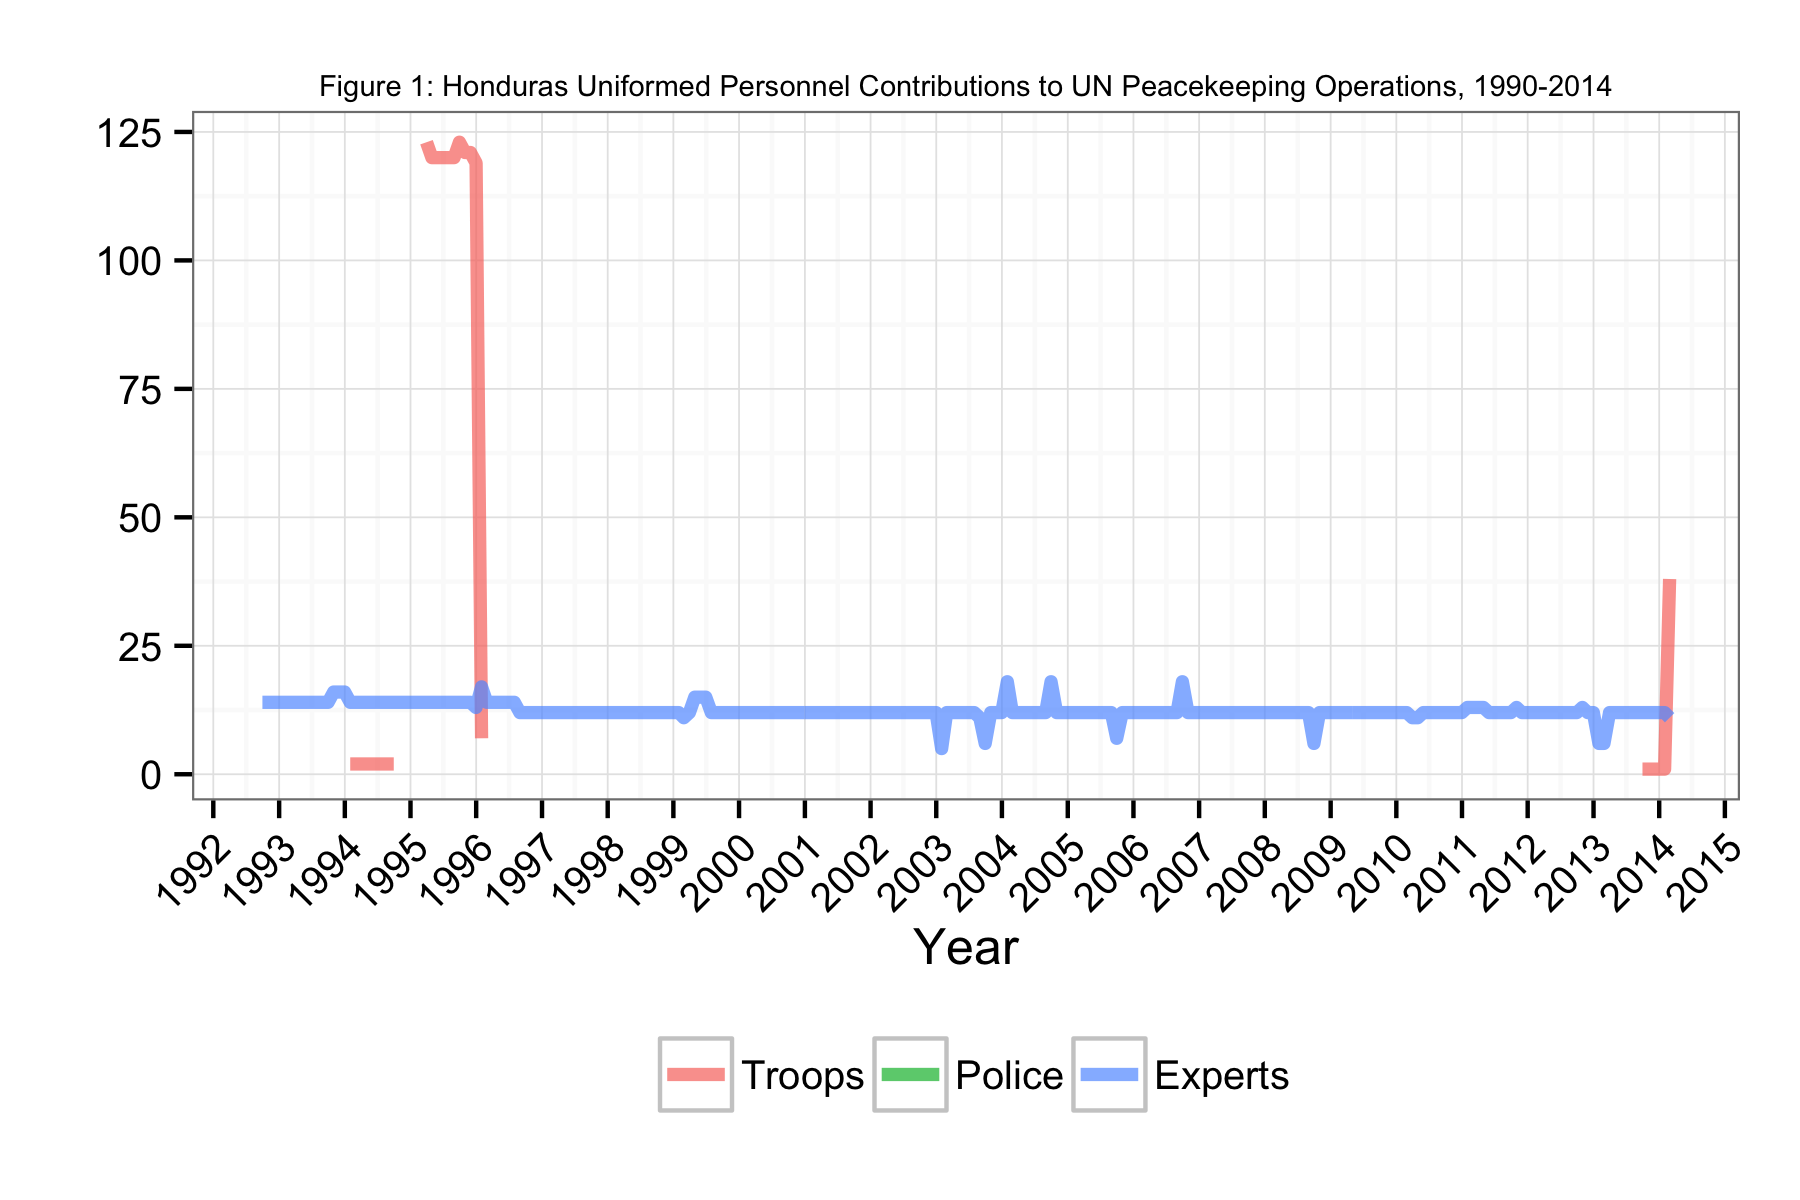 Figure 1: Honduras Uniformed Personnel Contributions to UN Peacekeeping Operations, 1990-2014
125
100
75
50
25
0
1992 1993 1994 1995 1996 1997 1998 1999 2000 2001 2002 2003 2004 2005 2006 2007 2008 2009 2010 2011 2012 2013 2014 2015
Year
Troops Police Experts